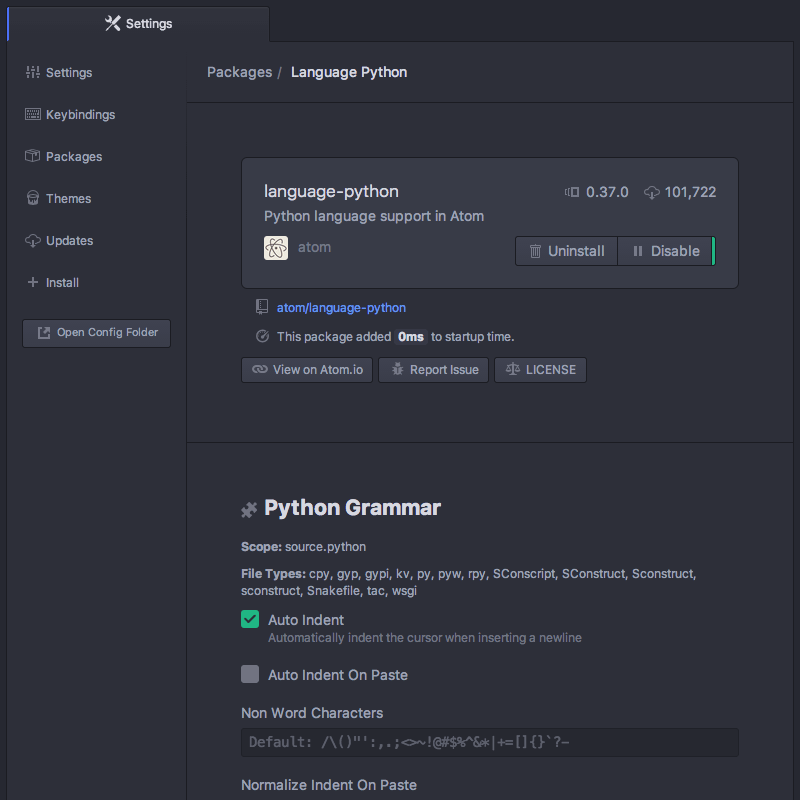 Settings
Settings
Keybindings
Packages
Themes
Updates
Install
Open Config Folder
Packages / Language Python
language-python
0.37.0
101,722
Python language support in Atom
atom
Uninstall
Disable
atom/language-python
This package added 0ms to startup time.
View on Atom.io
Report Issue
LICENSE
Python Grammar
Scope: source.python
File Types: cpy, gyp, gypi, kv, py, pyw, rpy, SConscript, SConstruct, Sconstruct,
sconstruct, Snakefile, tac, wsgi
Auto Indent
Automatically indent the cursor when inserting a newline
Auto Indent On Paste
Non Word Characters
Default: /\()"':,.;<>~!@#$%^&*|+=[]{}`?-
Normalize Indent On Paste